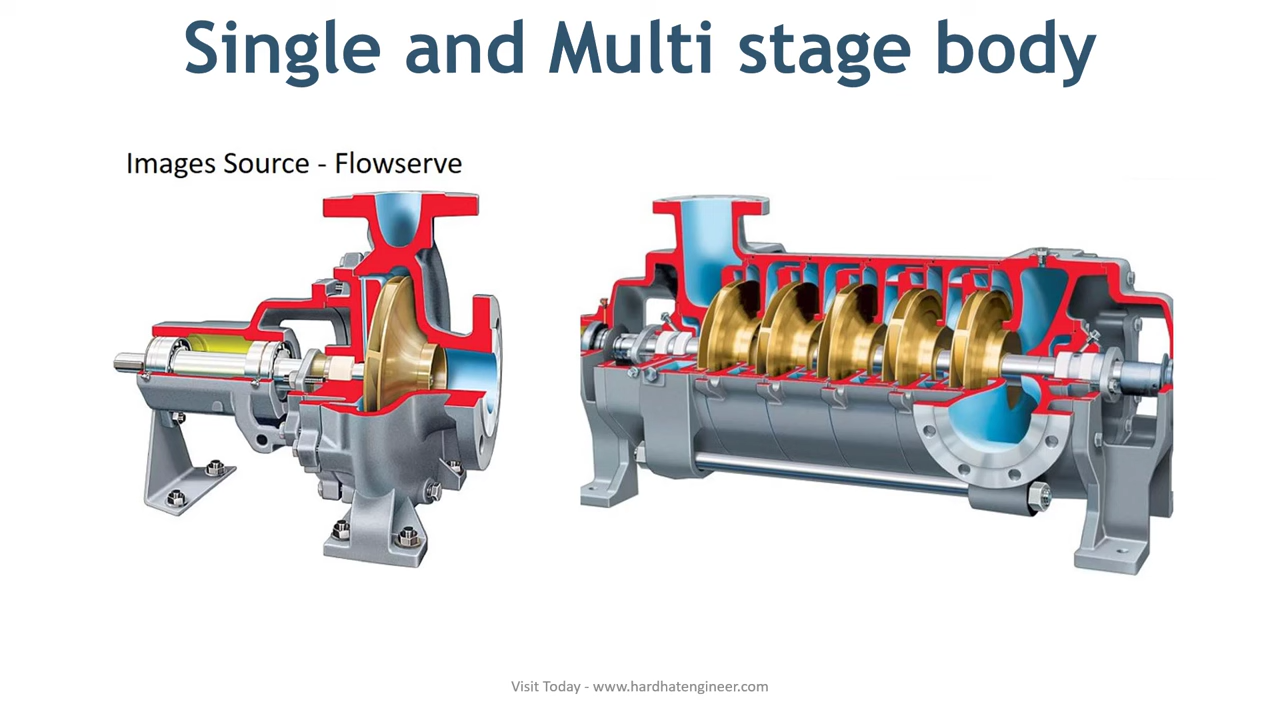 Single and Multi stage body
Images Source - Flowserve
Visit Today - www.hardhatengineer.com